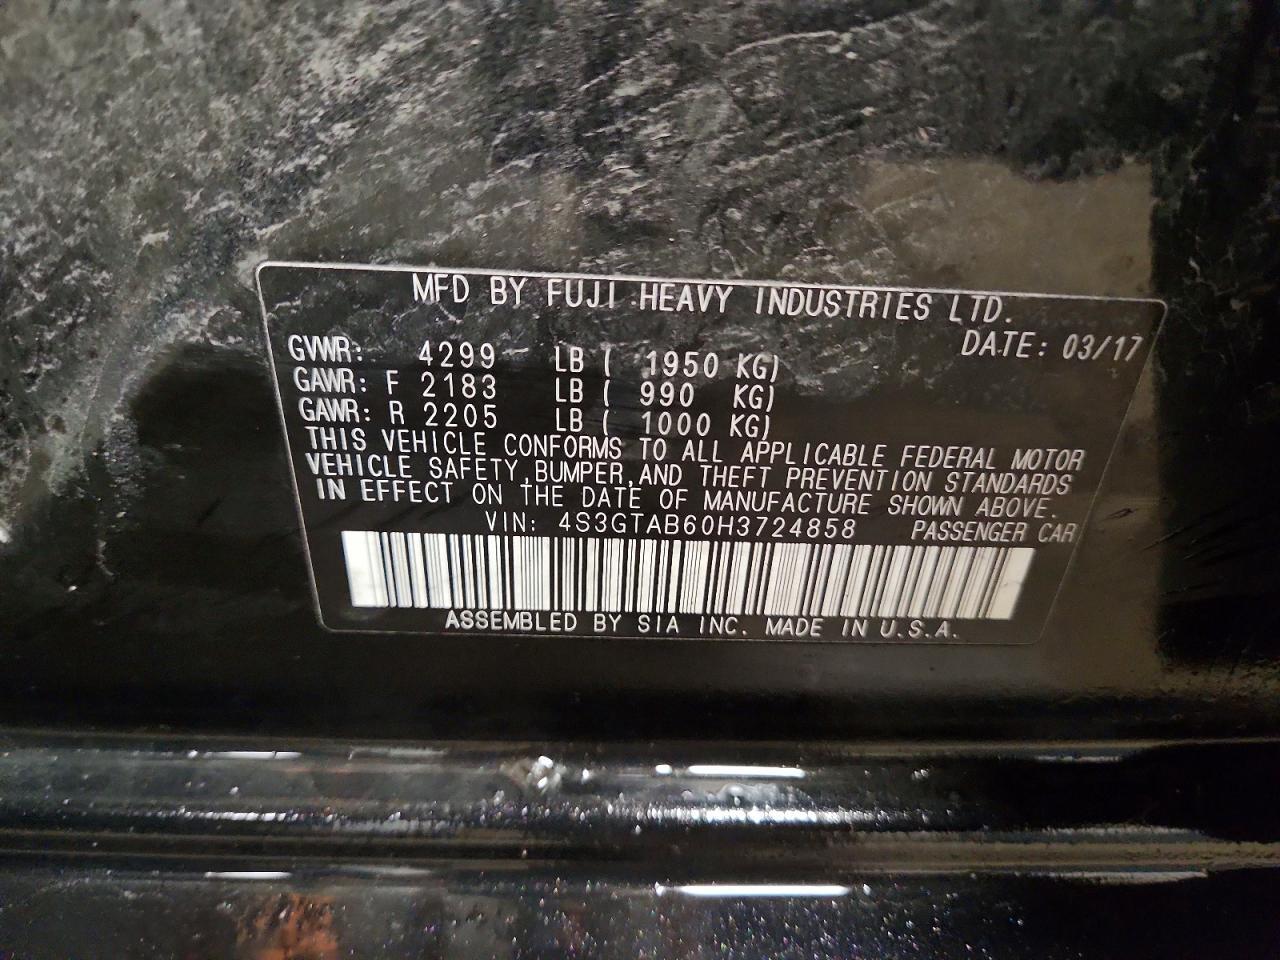 MFD BY FUJI HEAVY INDUSTRIES LTD.
DATE: 03/17
GVWR: 4299 LB ( 1950 KG)
GAWR: F 2183 LB ( 990 KG)
GAWR: R 2205 LB ( 1000 KG)
THIS VEHICLE CONFORMS TO ALL APPLICABLE FEDERAL MOTOR
VEHICLE SAFETY, BUMPER, AND THEFT PREVENTION STANDARDS
IN EFFECT ON THE DATE OF MANUFACTURE SHOWN ABOVE.
VIN: 4S3GTAB60H3724858 PASSENGER CAR
ASSEMBLED BY SIA INC. MADE IN U.S.A.